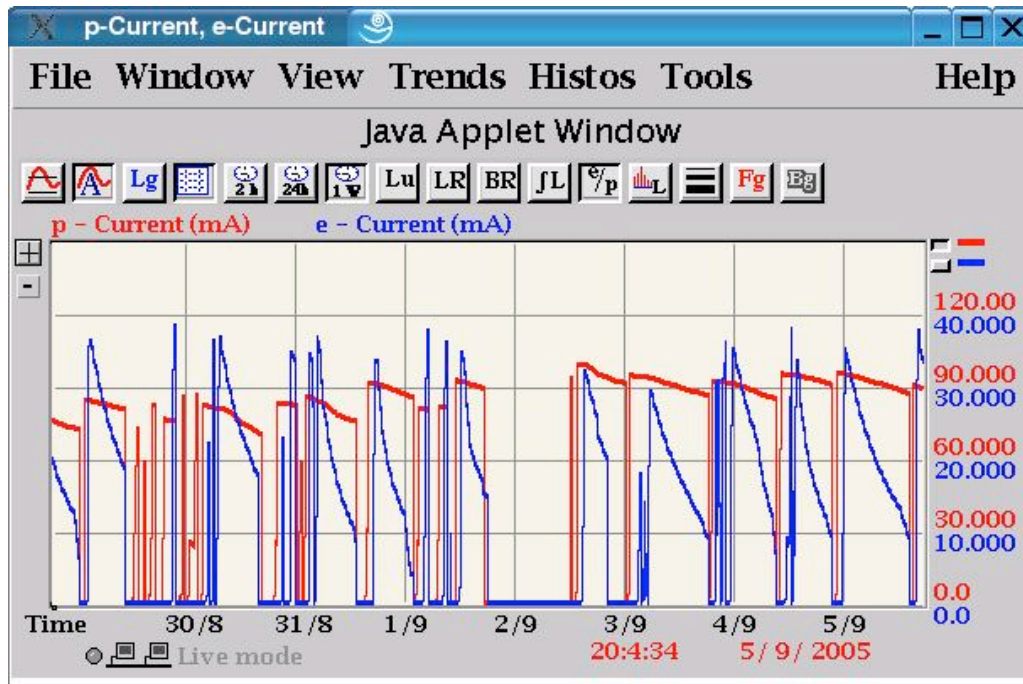 p-Current, e-Current
File Window View Trends Histos Tools Help
Java Applet Window
A Lg 2h 24h 1w Lu LR BR ∫L e/p L Fg Bg
p - Current (mA) e - Current (mA)
+
-
120.00
40.000
90.000
30.000
60.000
20.000
30.000
10.000
0.0
0.0
Time 30/8 31/8 1/9 2/9 3/9 4/9 5/9
Live mode 20:4:34 5/ 9/ 2005